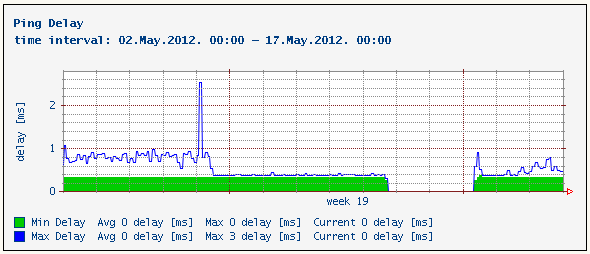 Ping Delay
time interval: 02.May.2012. 00:00 – 17.May.2012. 00:00
delay [ms]
2
1
0
week 19
Min Delay Avg 0 delay [ms] Max 0 delay [ms] Current 0 delay [ms]
Max Delay Avg 0 delay [ms] Max 3 delay [ms] Current 0 delay [ms]